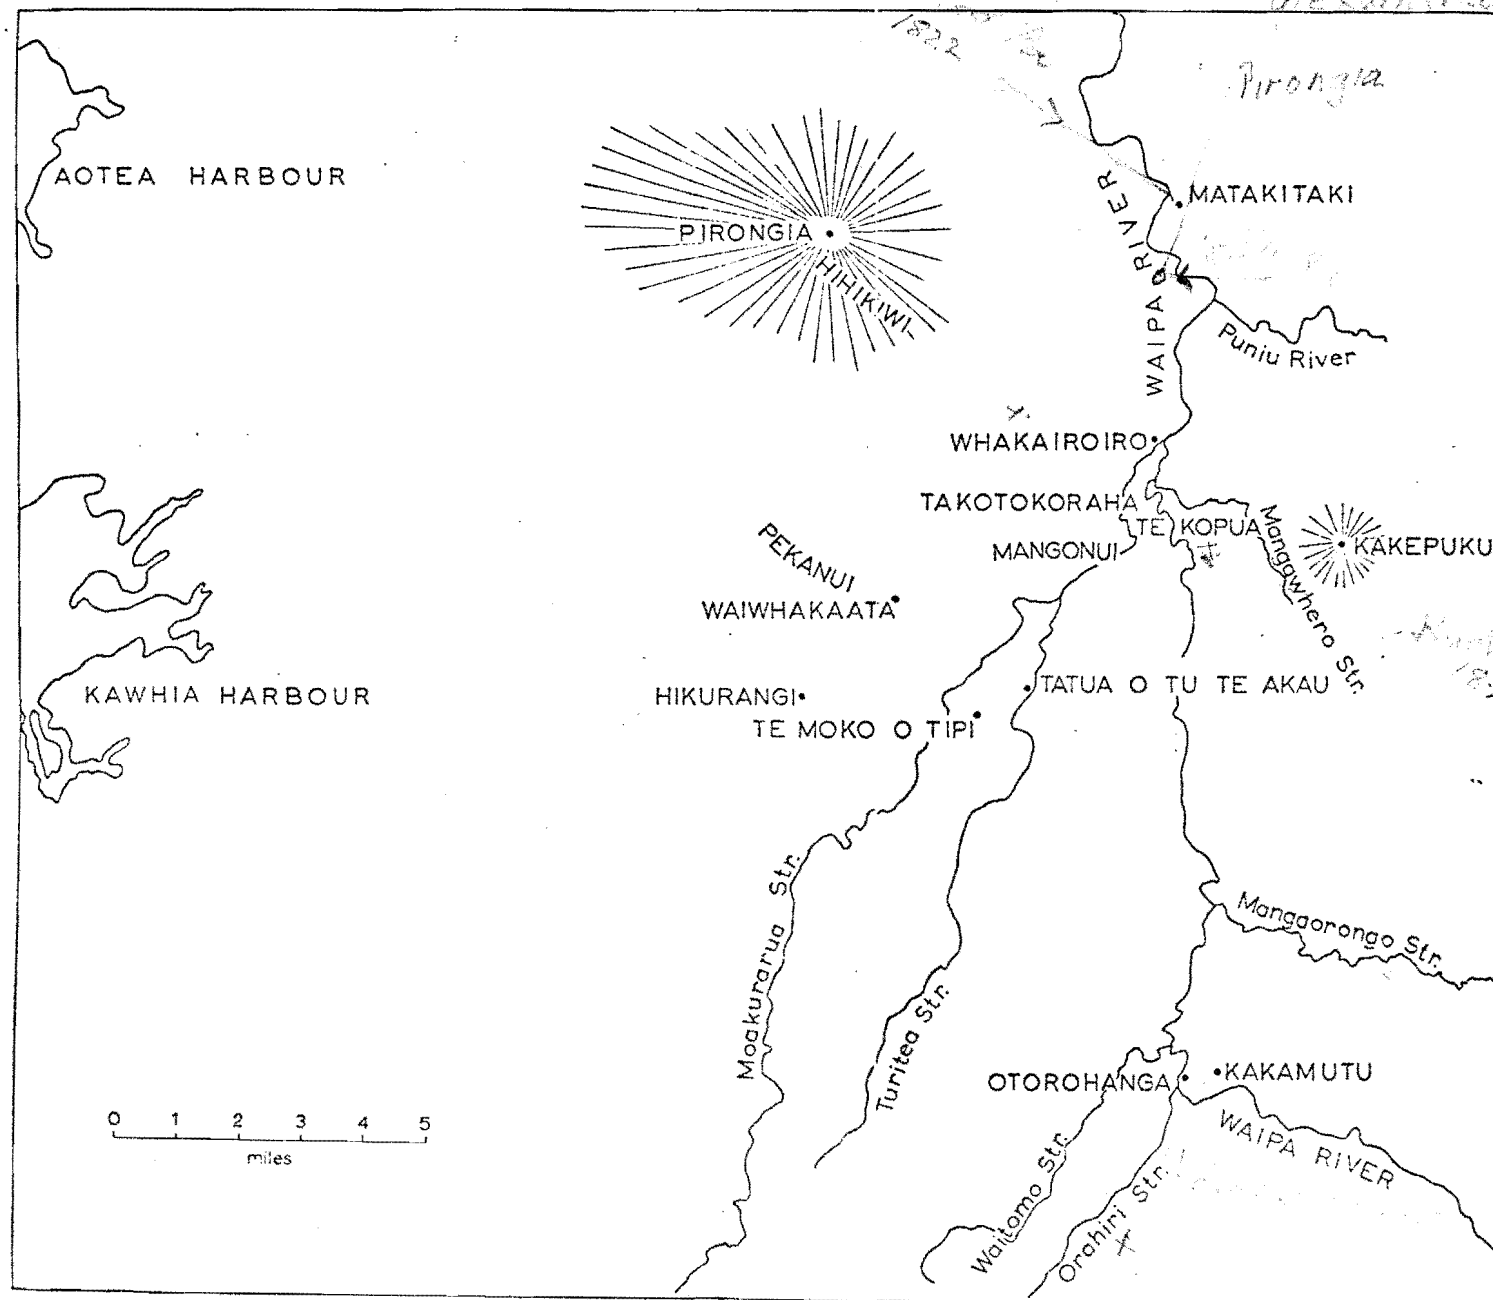 1822
Pirongia
AOTEA HARBOUR
MATAKITAKI
PIRONGIA
HIHIKIWI
WAIPA RIVER
Puniu River
WHAKAIROIRO
TAKOTOKORAHA
TE KOPUA
MANGONUI
Mangawhero Str.
KAKEPUKU
PEKANUI
WAIWHAKAATA
KAWHIA HARBOUR
HIKURANGI
TATUA O TU TE AKAU
TE MOKO O TIPI
Moakurarua Str.
Mangaorongo Str.
Turitea Str.
OTOROHANGA
KAKAMUTU
WAIPA RIVER
0 1 2 3 4 5
miles
Waitomo Str.
Orahiri Str.